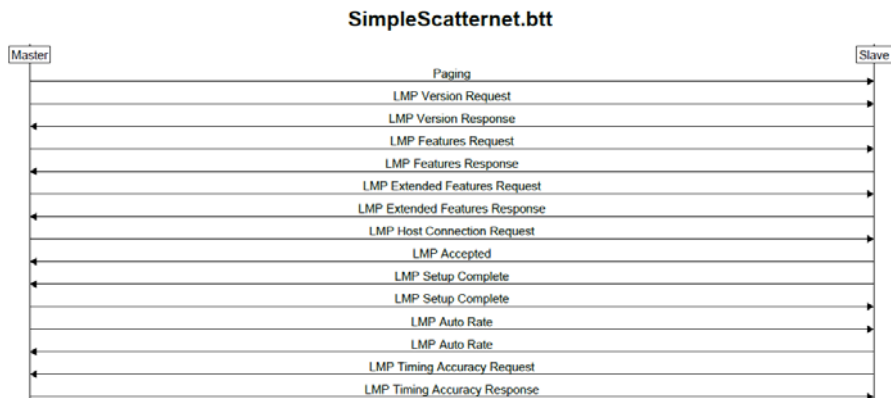 SimpleScatternet.btt
Master
Slave
Paging
LMP Version Request
LMP Version Response
LMP Features Request
LMP Features Response
LMP Extended Features Request
LMP Extended Features Response
LMP Host Connection Request
LMP Accepted
LMP Setup Complete
LMP Setup Complete
LMP Auto Rate
LMP Auto Rate
LMP Timing Accuracy Request
LMP Timing Accuracy Response